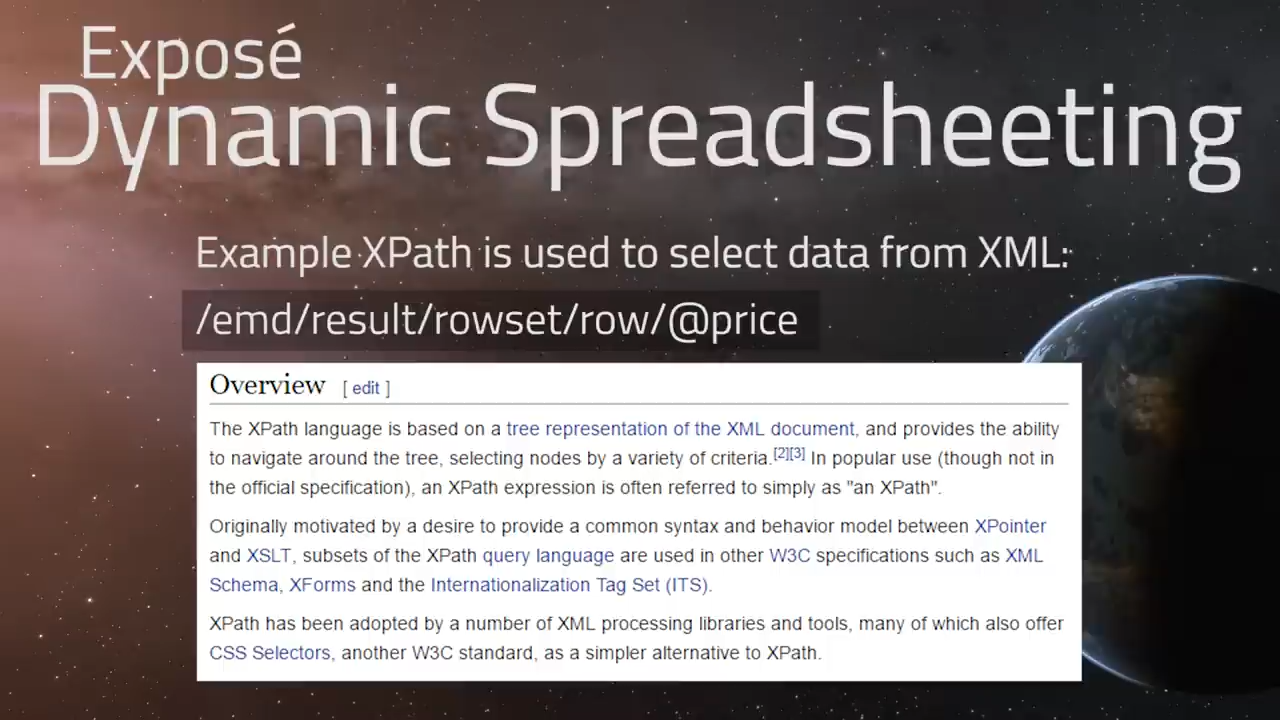 Exposé
Dynamic Spreadsheeting
Example XPath is used to select data from XML:
/emd/result/rowset/row/@price
Overview [ edit ]
The XPath language is based on a tree representation of the XML document, and provides the ability
to navigate around the tree, selecting nodes by a variety of criteria.[2][3] In popular use (though not in
the official specification), an XPath expression is often referred to simply as "an XPath".
Originally motivated by a desire to provide a common syntax and behavior model between XPointer
and XSLT, subsets of the XPath query language are used in other W3C specifications such as XML
Schema, XForms and the Internationalization Tag Set (ITS).
XPath has been adopted by a number of XML processing libraries and tools, many of which also offer
CSS Selectors, another W3C standard, as a simpler alternative to XPath.